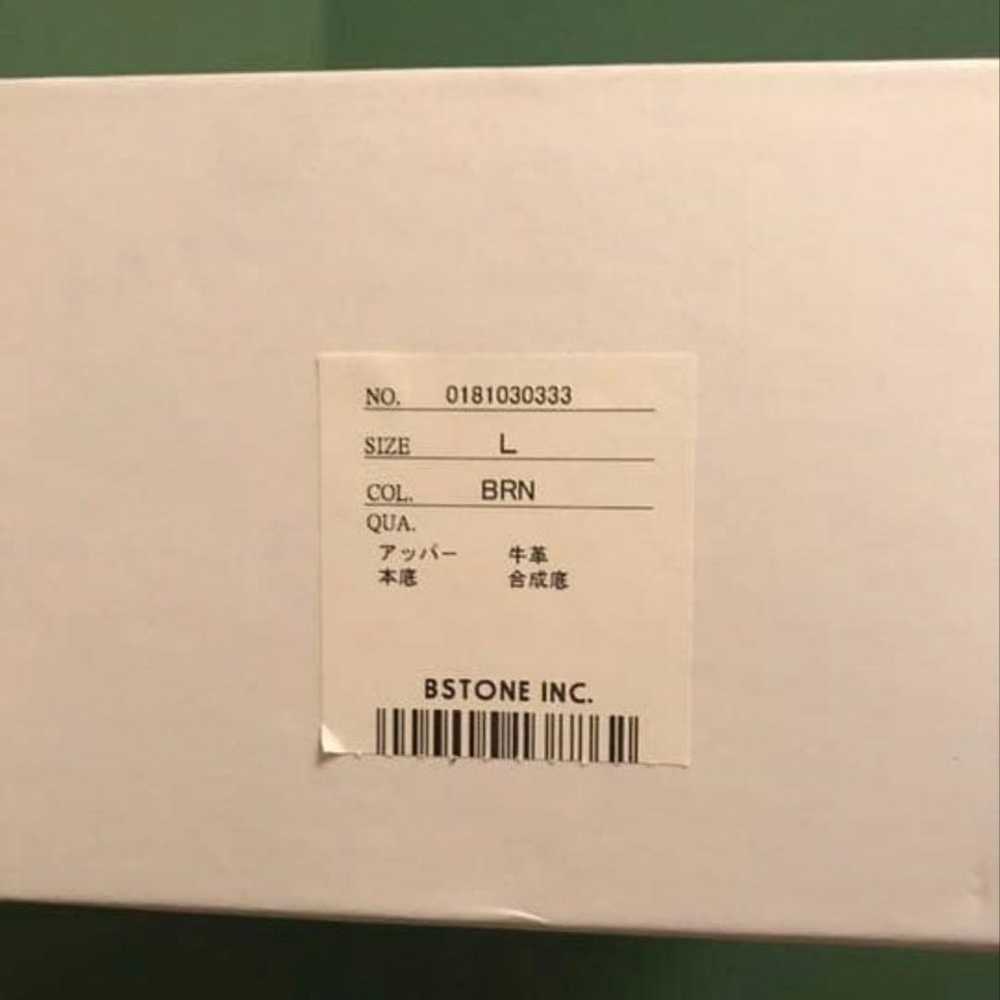 NO. 0181030333
SIZE L
COL. BRN
QUA.
アッパー 牛革
本底 合成底
BSTONE INC.